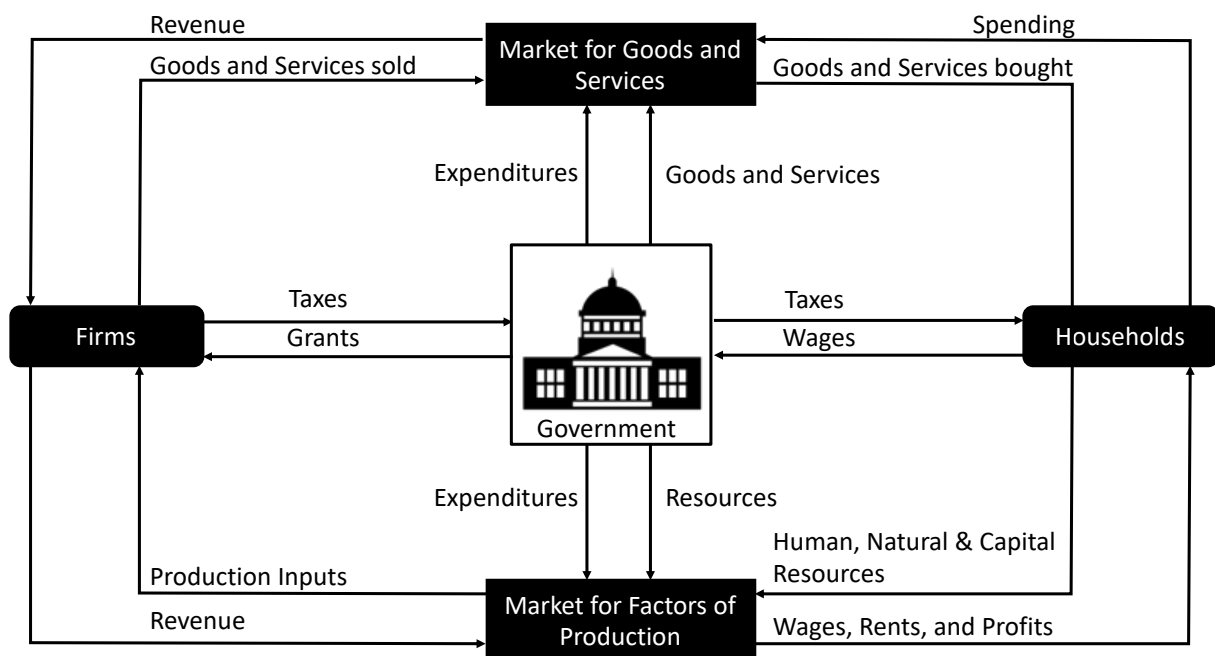 Revenue
Market for Goods and
Services
Spending
Goods and Services sold
Goods and Services bought
Expenditures
Goods and Services
Taxes
Taxes
Firms
Grants
Wages
Households
Government
Expenditures
Resources
Human, Natural & Capital
Resources
Production Inputs
Market for Factors of
Production
Revenue
Wages, Rents, and Profits